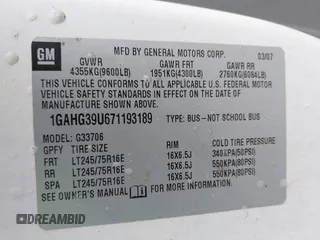 GM
MFD BY GENERAL MOTORS CORP. 03/07
GVWR GAWR FRT GAWR RR
4355KG(9600LB) 1951KG(4300LB) 2760KG(6084LB)
THIS VEHICLE CONFORMS TO ALL APPLICABLE U.S. FEDERAL MOTOR VEHICLE SAFETY STANDARDS IN EFFECT ON THE DATE OF MANUFACTURE SHOWN ABOVE.
1GAHG39U671193189 TYPE: BUS–NOT SCHOOL BUS
MODEL: G33706
GPFY TIRE SIZE RIM COLD TIRE PRESSURE
FRT LT245/75R16E 16X6.5J 340KPA(50PSI)
RR LT245/75R16E 16X6.5J 550KPA(80PSI)
SPA LT245/75R16E 16X6.5J 550KPA(80PSI)
SEE OWNER'S MANUAL FOR MORE INFORMATION.
DREAMBID